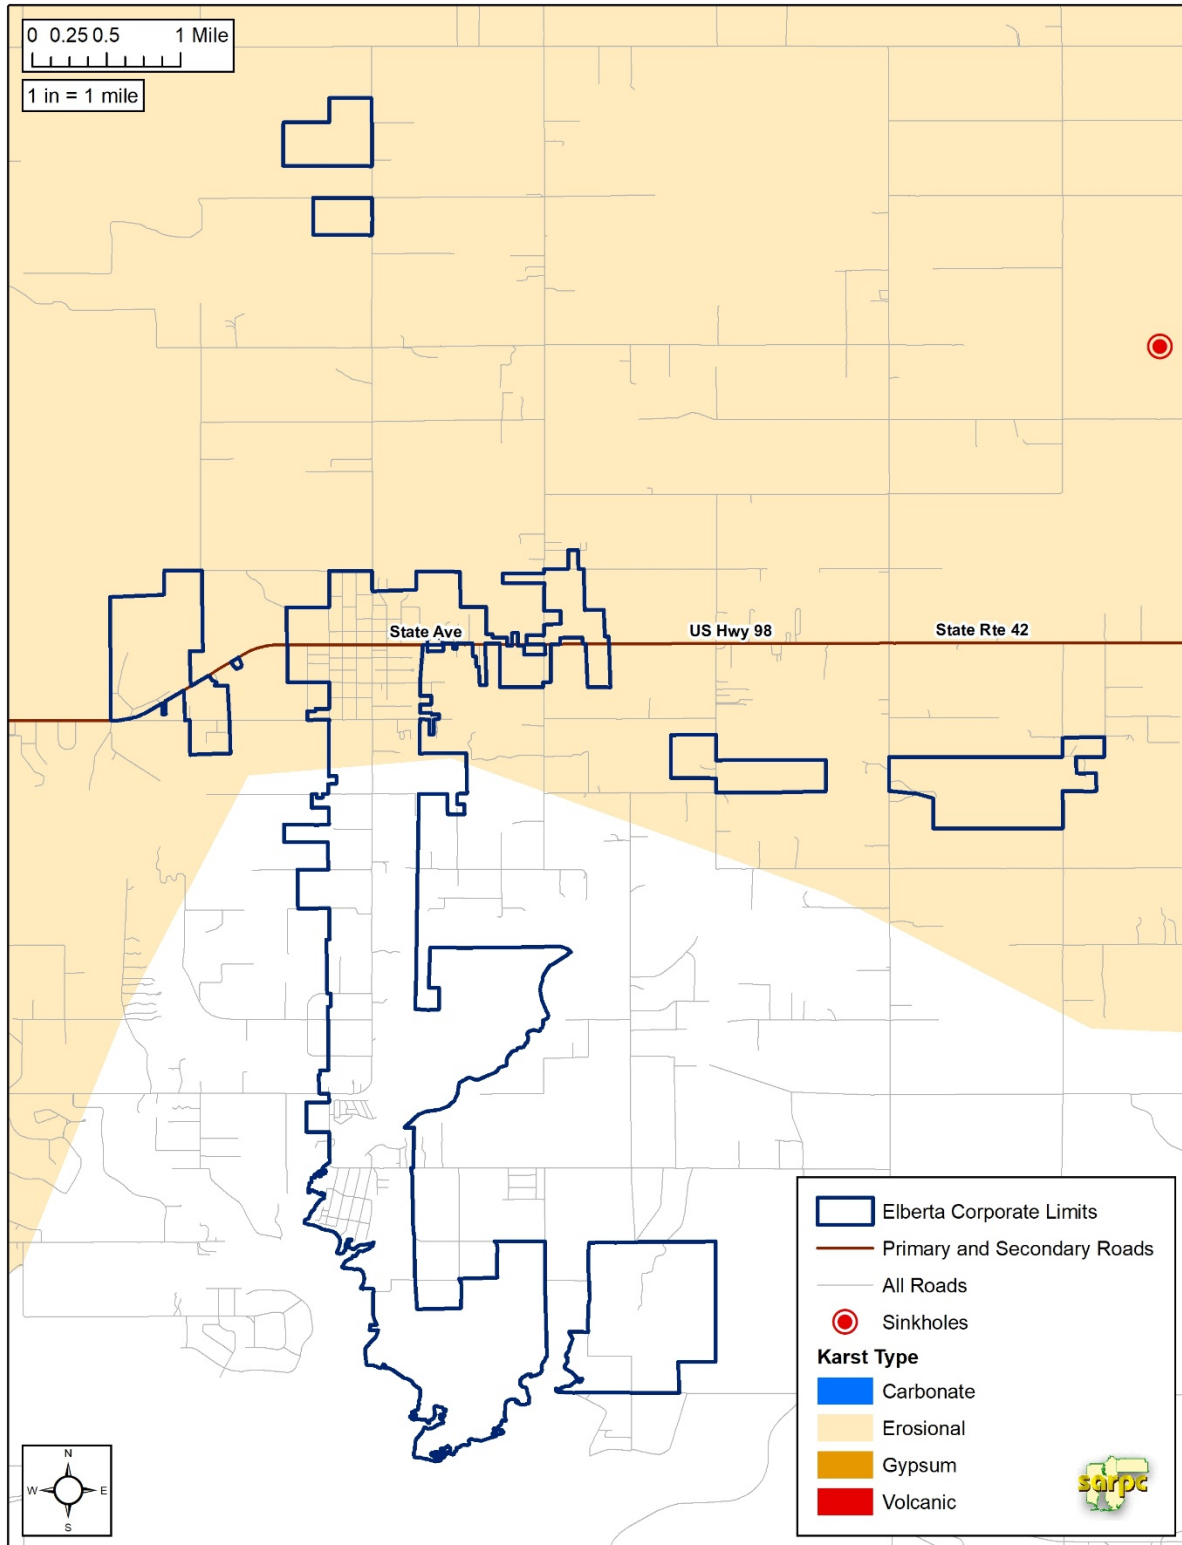 0 0.25 0.5 1 Mile
1 in = 1 mile
State Ave
US Hwy 98
State Rte 42
Elberta Corporate Limits
Primary and Secondary Roads
All Roads
Sinkholes
Karst Type
Carbonate
Erosional
Gypsum
Volcanic
sarpc
N
W E
S